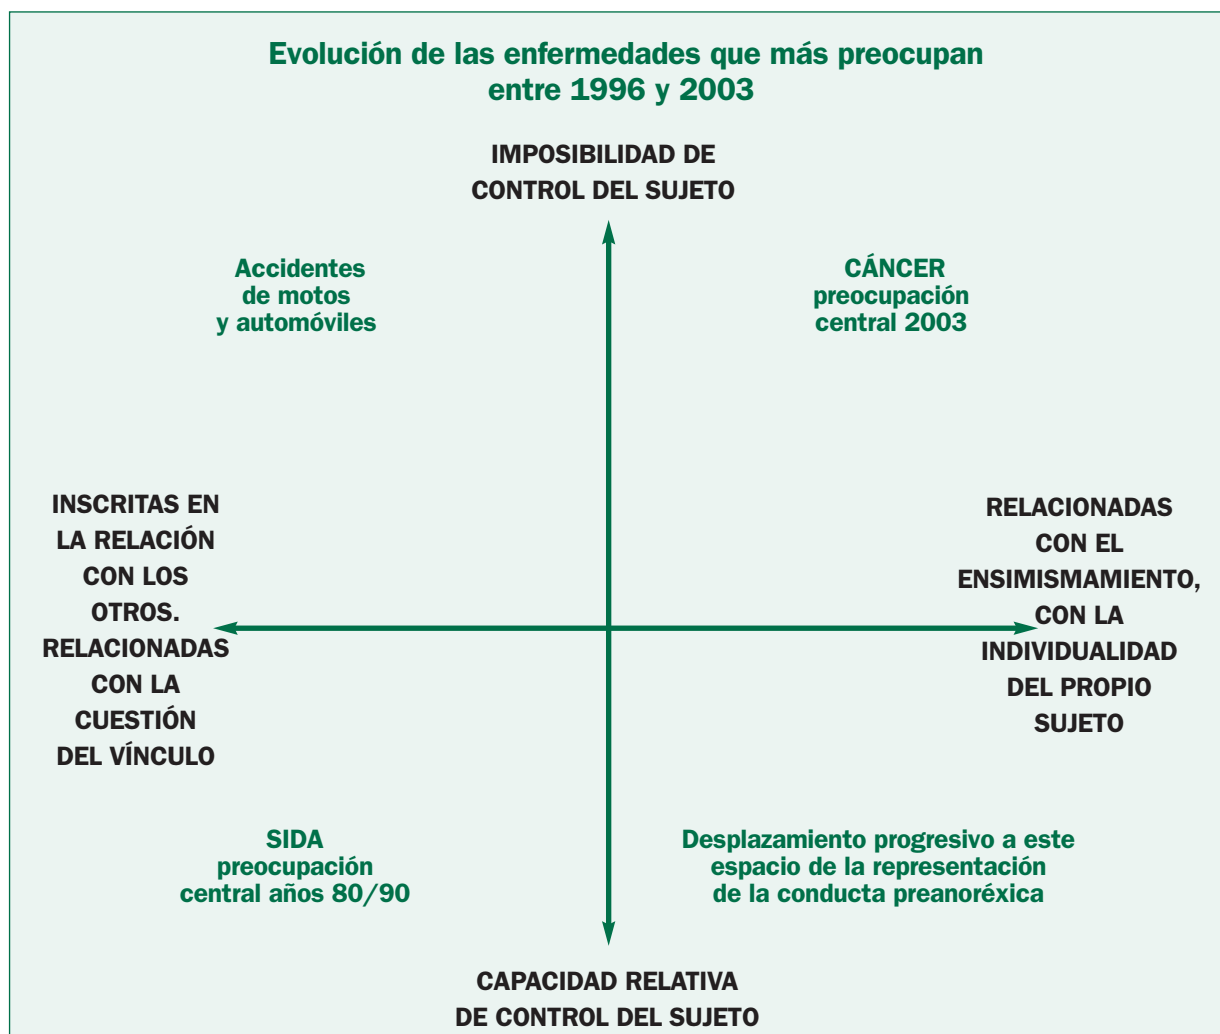 Evolución de las enfermedades que más preocupan
entre 1996 y 2003
IMPOSIBILIDAD DE
CONTROL DEL SUJETO
Accidentes
de motos
y automóviles
CÁNCER
preocupación
central 2003
INSCRITAS EN
LA RELACIÓN
CON LOS
OTROS.
RELACIONADAS
CON LA
CUESTIÓN
DEL VÍNCULO
RELACIONADAS
CON EL
ENSIMISMAMIENTO,
CON LA
INDIVIDUALIDAD
DEL PROPIO
SUJETO
SIDA
preocupación
central años 80/90
Desplazamiento progresivo a este
espacio de la representación
de la conducta preanoréxica
CAPACIDAD RELATIVA
DE CONTROL DEL SUJETO